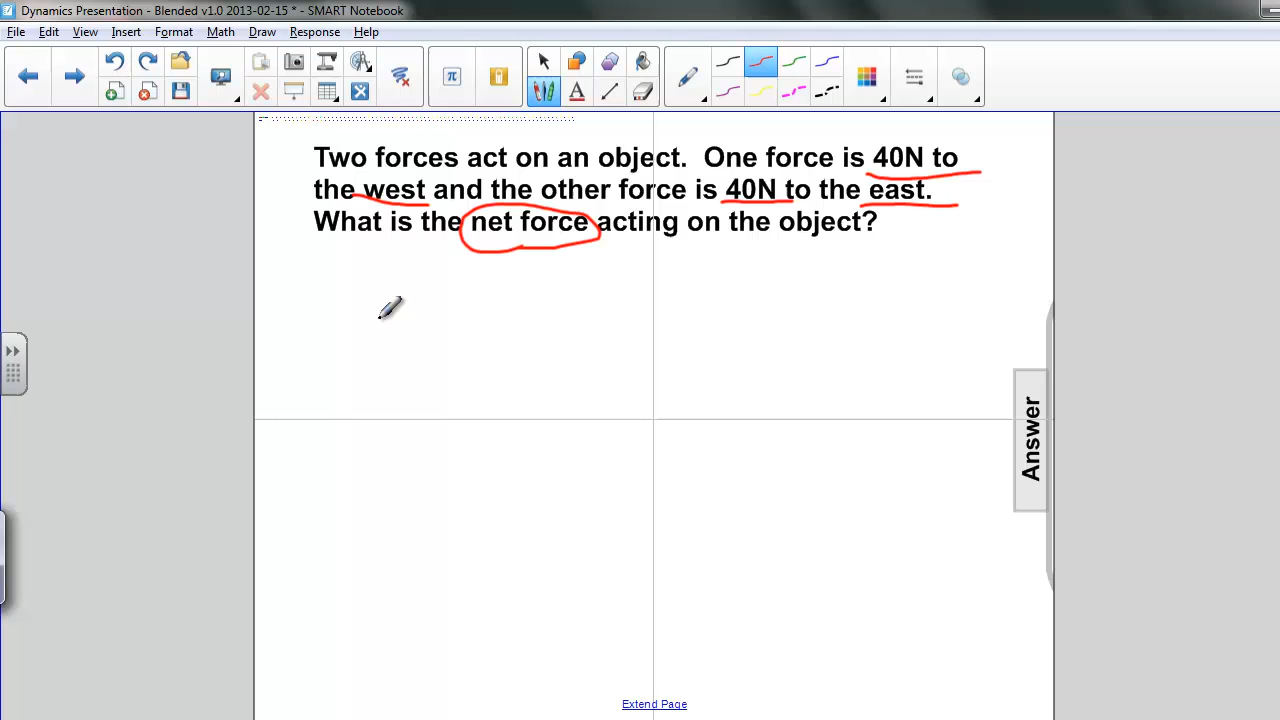 Dynamics Presentation - Blended v1.0 2013-02-15 * - SMART Notebook
File Edit View Insert Format Math Draw Response Help
π
A
Two forces act on an object. One force is 40N to
the west and the other force is 40N to the east.
What is the net force acting on the object?
Answer
Extend Page